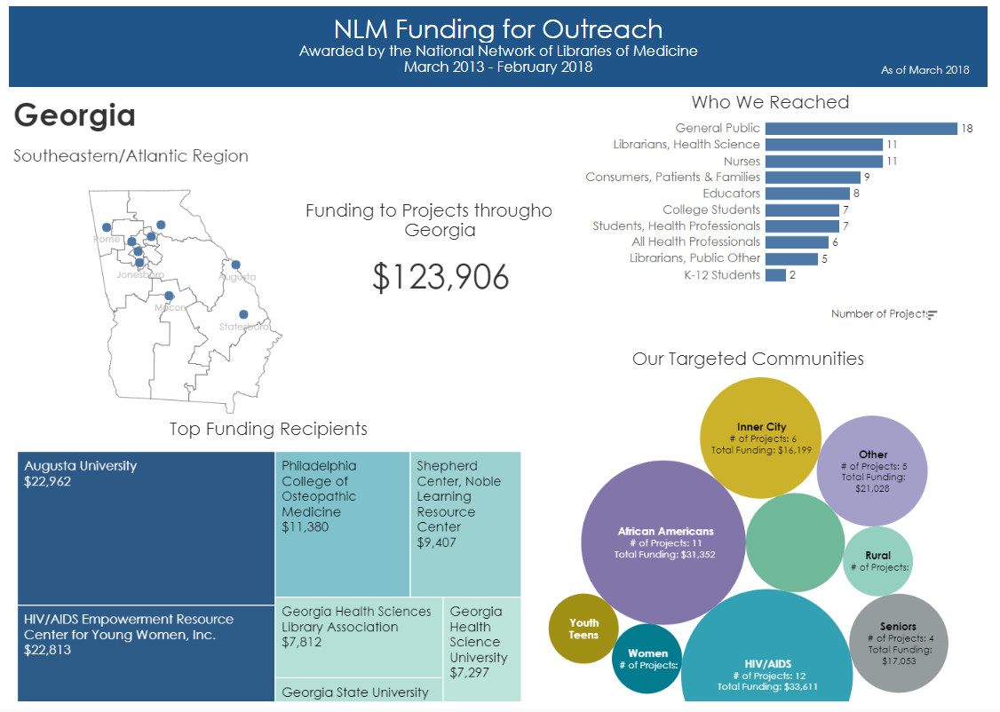 NLM Funding for Outreach
Awarded by the National Network of Libraries of Medicine
March 2013 - February 2018
As of March 2018
Georgia
Southeastern/Atlantic Region
Rome
Jonesboro
Augusta
Macon
Statesboro
Funding to Projects througho
Georgia
$123,906
Who We Reached
General Public 18
Librarians, Health Science 11
Nurses 11
Consumers, Patients & Families 9
Educators 8
College Students 7
Students, Health Professionals 7
All Health Professionals 6
Librarians, Public Other 5
K-12 Students 2
Number of Projects
Top Funding Recipients
Augusta University
$22,962
HIV/AIDS Empowerment Resource
Center for Young Women, Inc.
$22,813
Philadelphia
College of
Osteopathic
Medicine
$11,380
Shepherd
Center, Noble
Learning
Resource
Center
$9,407
Georgia Health Sciences
Library Association
$7,812
Georgia
Health
Science
University
$7,297
Georgia State University
Our Targeted Communities
Inner City
# of Projects: 6
Total Funding: $16,199
Other
# of Projects: 5
Total Funding:
$21,028
African Americans
# of Projects: 11
Total Funding: $31,352
Rural
# of Projects:
Youth
Teens
Women
# of Projects:
HIV/AIDS
# of Projects: 12
Total Funding: $33,611
Seniors
# of Projects: 4
Total Funding:
$17,053